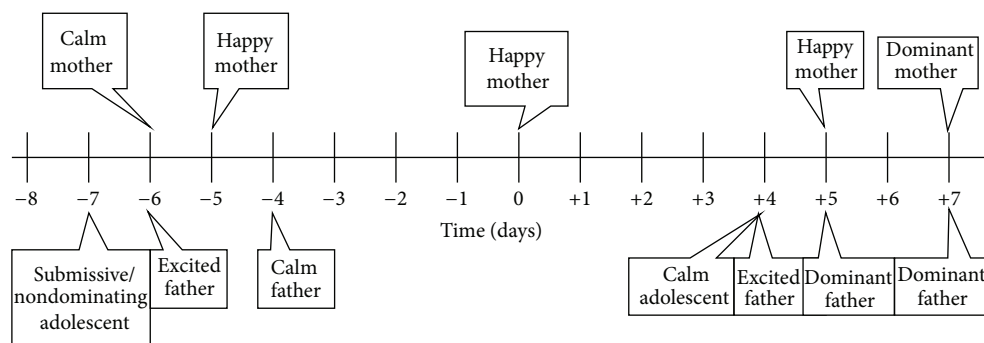 Calm
mother
Happy
mother
Happy
mother
Happy
mother
Dominant
mother
−8 −7 −6 −5 −4 −3 −2 −1 0 +1 +2 +3 +4 +5 +6 +7
Time (days)
Submissive/
nondominating
adolescent
Excited
father
Calm
father
Calm
adolescent
Excited
father
Dominant
father
Dominant
father